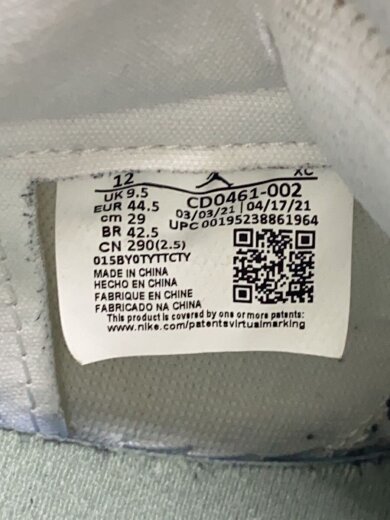 12 XC
UK 9.5 CD0461-002
EUR 44.5 03/03/21 | 04/17/21
cm 29 UPC 00195238861964
BR 42.5
CN 290(2.5)
015BY0TYTTCTY
MADE IN CHINA
HECHO EN CHINA
FABRIQUE EN CHINE
FABRICADO NA CHINA
This product is covered by one or more patents:
www.nike.com/patentsvirtualmarking